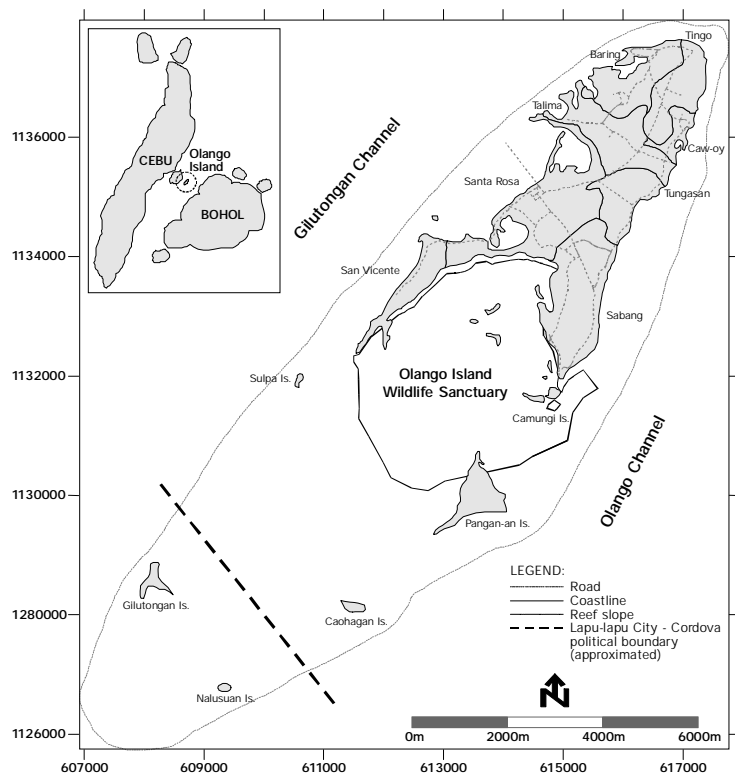 Tingo
Baring
Talima
1136000
CEBU
Olango
Island
Caw-oy
BOHOL
Gilutongan Channel
Santa Rosa
Tungasan
1134000
San Vicente
Sabang
1132000
Sulpa Is.
Olango Island
Wildlife Sanctuary
Camungi Is.
1130000
Olango Channel
Pangan-an Is.
LEGEND:
Road
Coastline
Reef slope
Lapu-lapu City - Cordova
political boundary
(approximated)
Gilutongan Is.
1280000
Caohagan Is.
Nalusuan Is.
N
1126000
0m 2000m 4000m 6000m
607000 609000 611000 613000 615000 617000